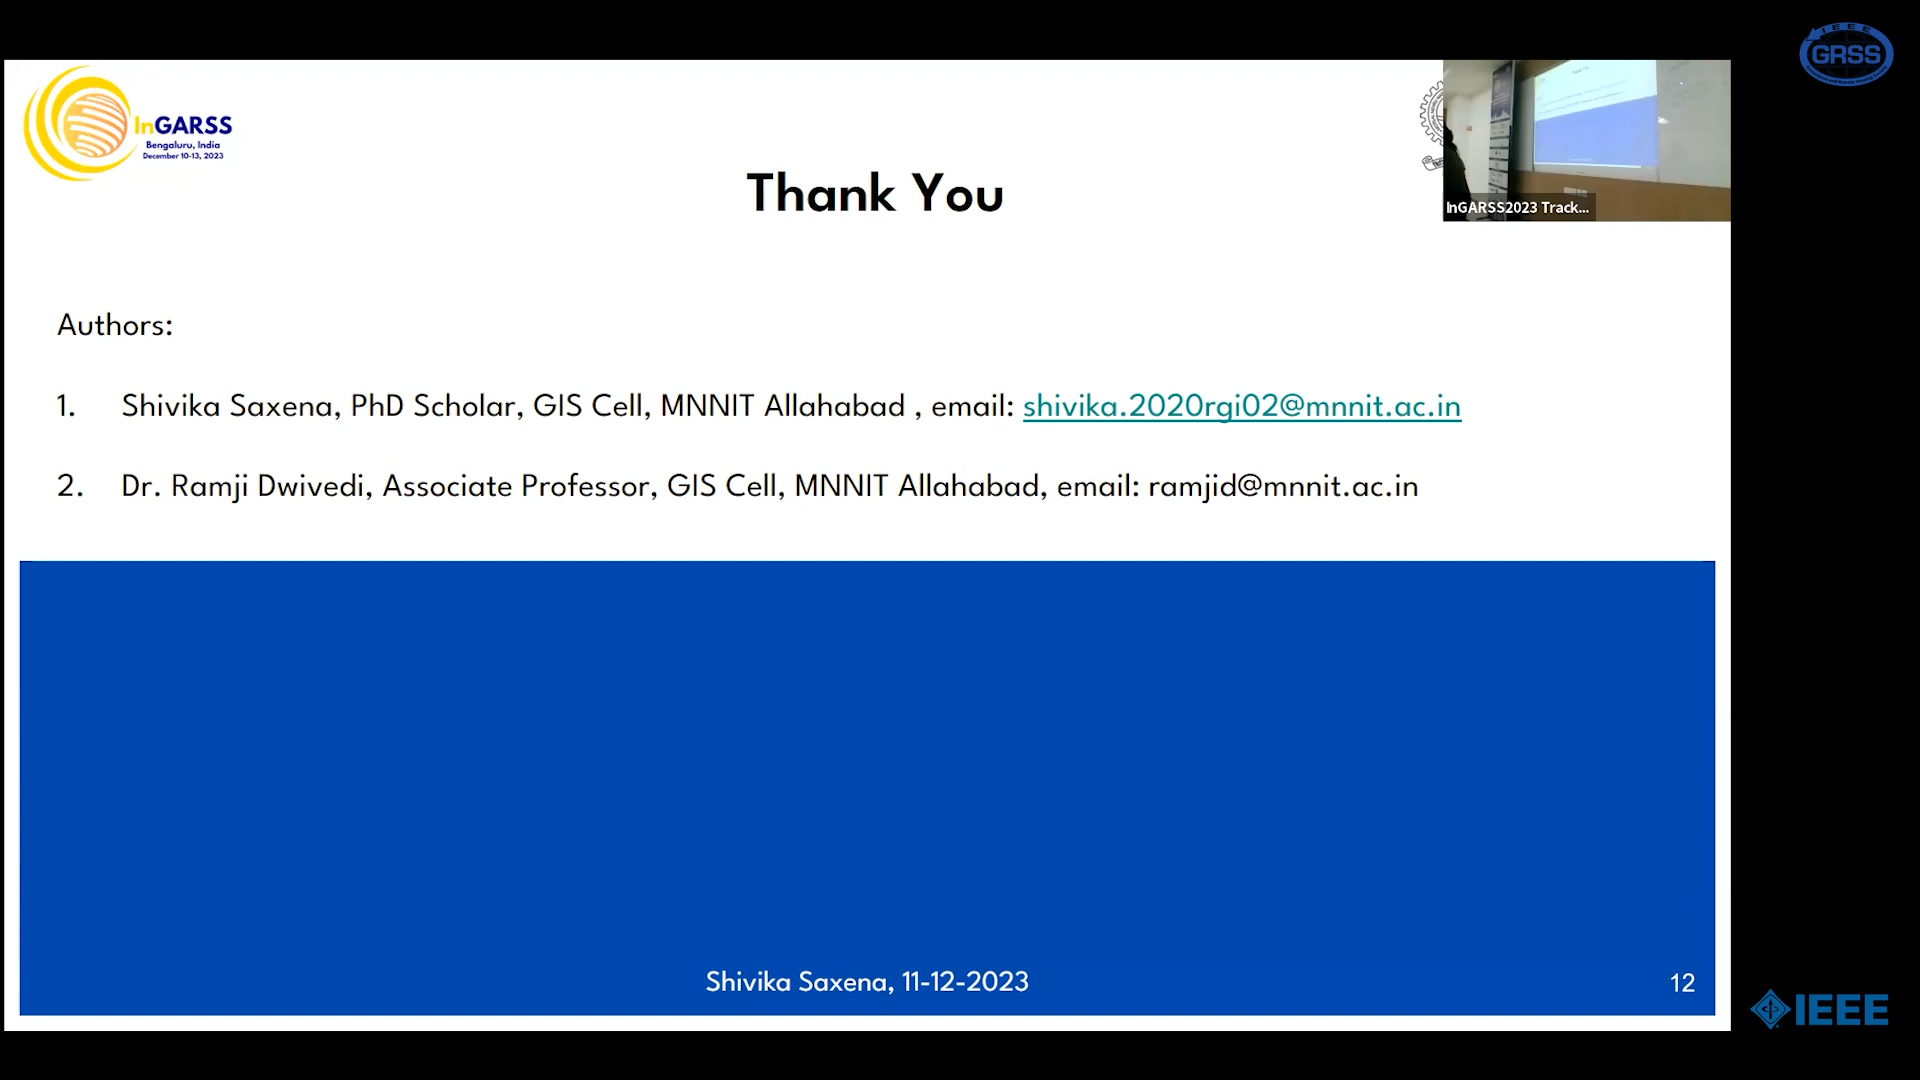 IEEE
GRSS
InGARSS
Bengaluru, India
December 10-13, 2023
InGARSS2023 Track...
Thank You
Authors:
1. Shivika Saxena, PhD Scholar, GIS Cell, MNNIT Allahabad , email: shivika.2020rgi02@mnnit.ac.in
2. Dr. Ramji Dwivedi, Associate Professor, GIS Cell, MNNIT Allahabad, email: ramjid@mnnit.ac.in
Shivika Saxena, 11-12-2023
12
IEEE